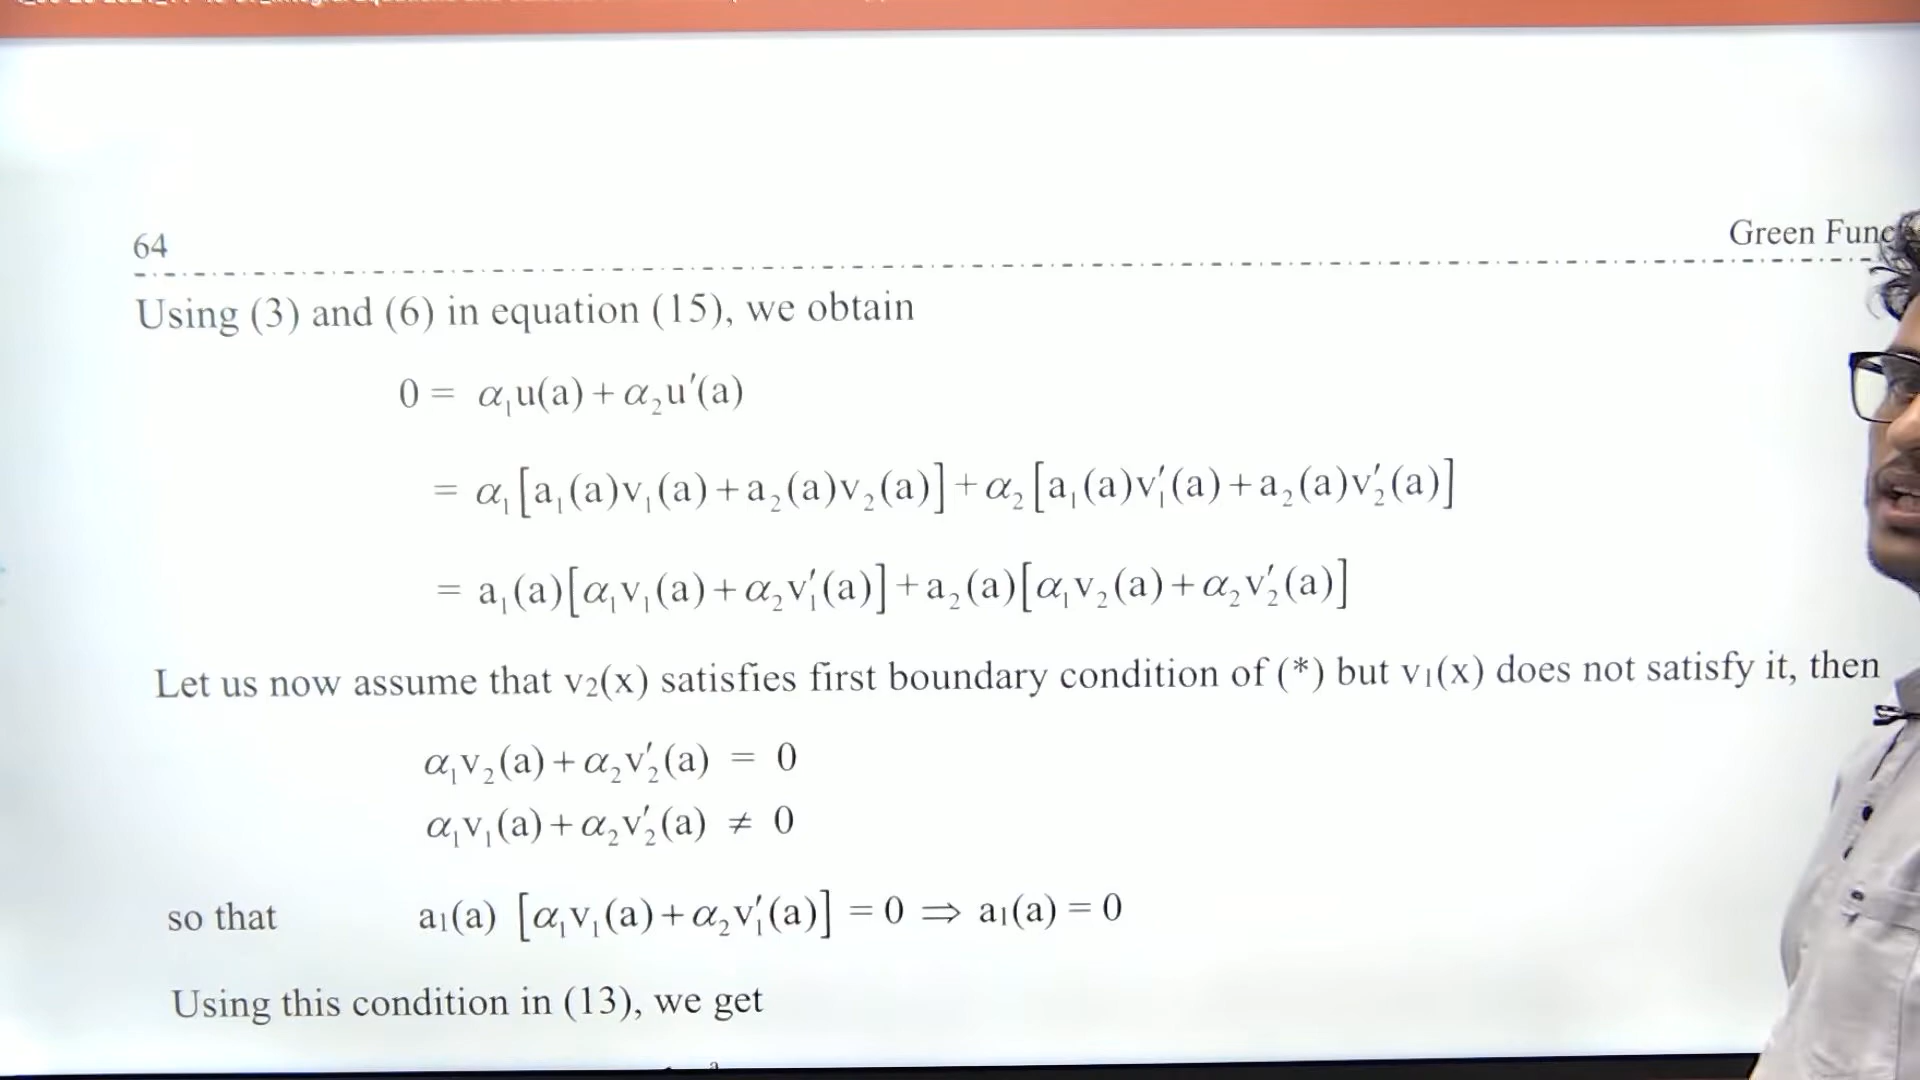 64
Green Func
Using (3) and (6) in equation (15), we obtain
0 = α₁u(a) + α₂u′(a)
= α₁[a₁(a)v₁(a) + a₂(a)v₂(a)] + α₂[a₁(a)v₁′(a) + a₂(a)v₂′(a)]
= a₁(a)[α₁v₁(a) + α₂v₁′(a)] + a₂(a)[α₁v₂(a) + α₂v₂′(a)]
Let us now assume that v₂(x) satisfies first boundary condition of (*) but v₁(x) does not satisfy it, then
α₁v₂(a) + α₂v₂′(a) = 0
α₁v₁(a) + α₂v₂′(a) ≠ 0
so that a₁(a) [α₁v₁(a) + α₂v₁′(a)] = 0 ⇒ a₁(a) = 0
Using this condition in (13), we get